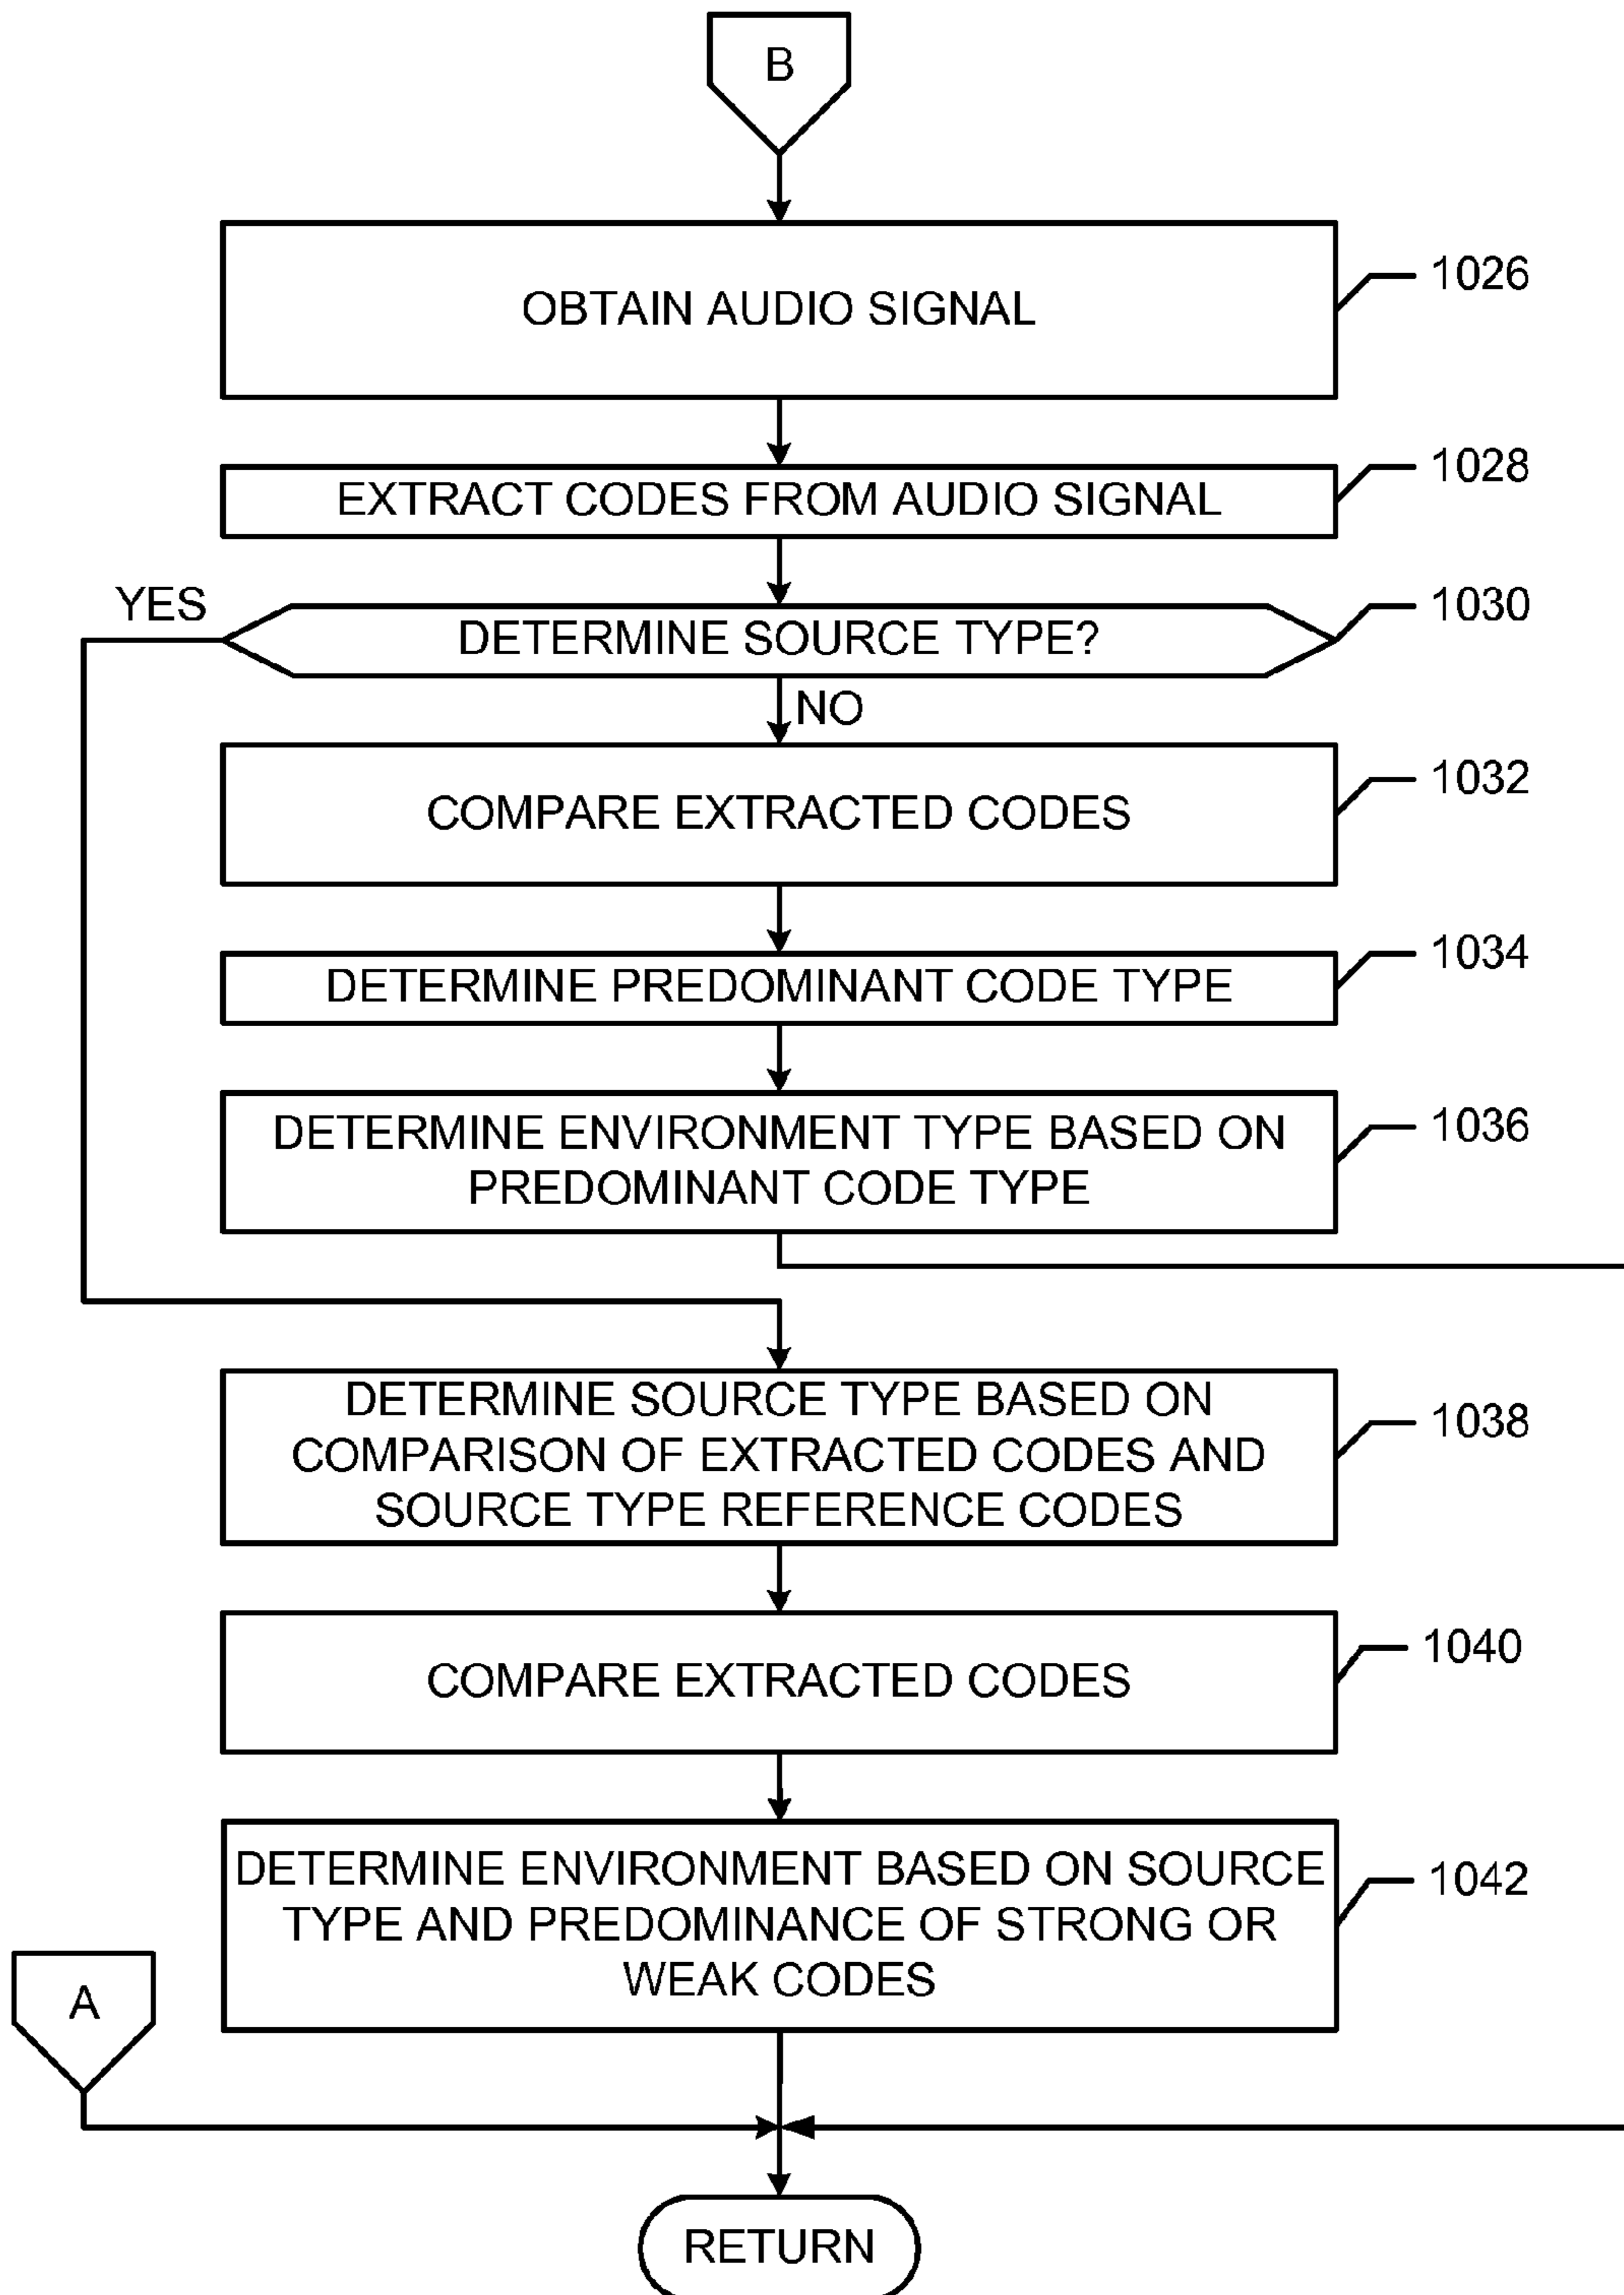 B
OBTAIN AUDIO SIGNAL
1026
EXTRACT CODES FROM AUDIO SIGNAL
1028
YES
DETERMINE SOURCE TYPE?
1030
NO
COMPARE EXTRACTED CODES
1032
DETERMINE PREDOMINANT CODE TYPE
1034
DETERMINE ENVIRONMENT TYPE BASED ON
PREDOMINANT CODE TYPE
1036
DETERMINE SOURCE TYPE BASED ON
COMPARISON OF EXTRACTED CODES AND
SOURCE TYPE REFERENCE CODES
1038
COMPARE EXTRACTED CODES
1040
DETERMINE ENVIRONMENT BASED ON SOURCE
TYPE AND PREDOMINANCE OF STRONG OR
WEAK CODES
1042
A
RETURN